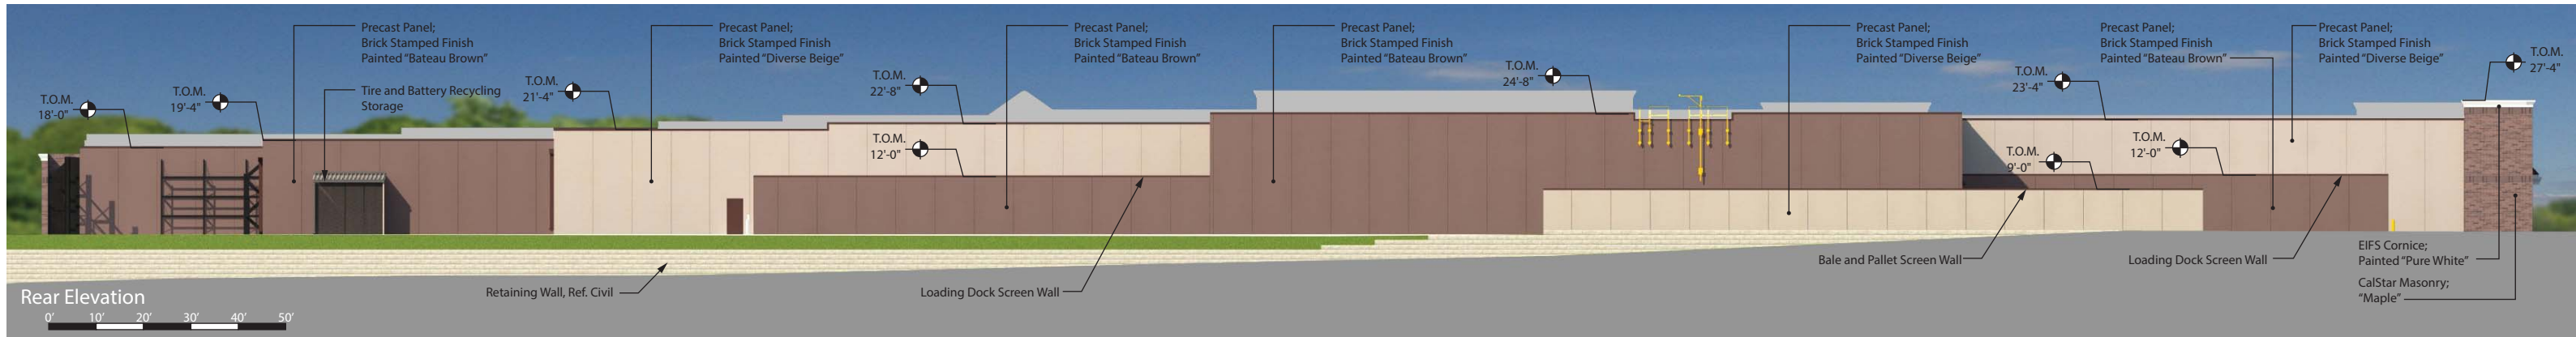 Precast Panel;
Brick Stamped Finish
Painted “Bateau Brown”
Precast Panel;
Brick Stamped Finish
Painted “Diverse Beige”
Precast Panel;
Brick Stamped Finish
Painted “Bateau Brown”
Precast Panel;
Brick Stamped Finish
Painted “Bateau Brown”
Precast Panel;
Brick Stamped Finish
Painted “Diverse Beige”
Precast Panel;
Brick Stamped Finish
Painted “Bateau Brown”
Precast Panel;
Brick Stamped Finish
Painted “Diverse Beige”
T.O.M.
18'-0"
T.O.M.
19'-4"
Tire and Battery Recycling
Storage
T.O.M.
21'-4"
T.O.M.
22'-8"
T.O.M.
12'-0"
T.O.M.
24'-8"
T.O.M.
23'-4"
T.O.M.
9'-0"
T.O.M.
12'-0"
T.O.M.
27'-4"
EIFS Cornice;
Painted “Pure White”
CalStar Masonry;
“Maple”
Retaining Wall, Ref. Civil
Loading Dock Screen Wall
Bale and Pallet Screen Wall
Loading Dock Screen Wall
Rear Elevation
0’ 10’ 20’ 30’ 40’ 50’